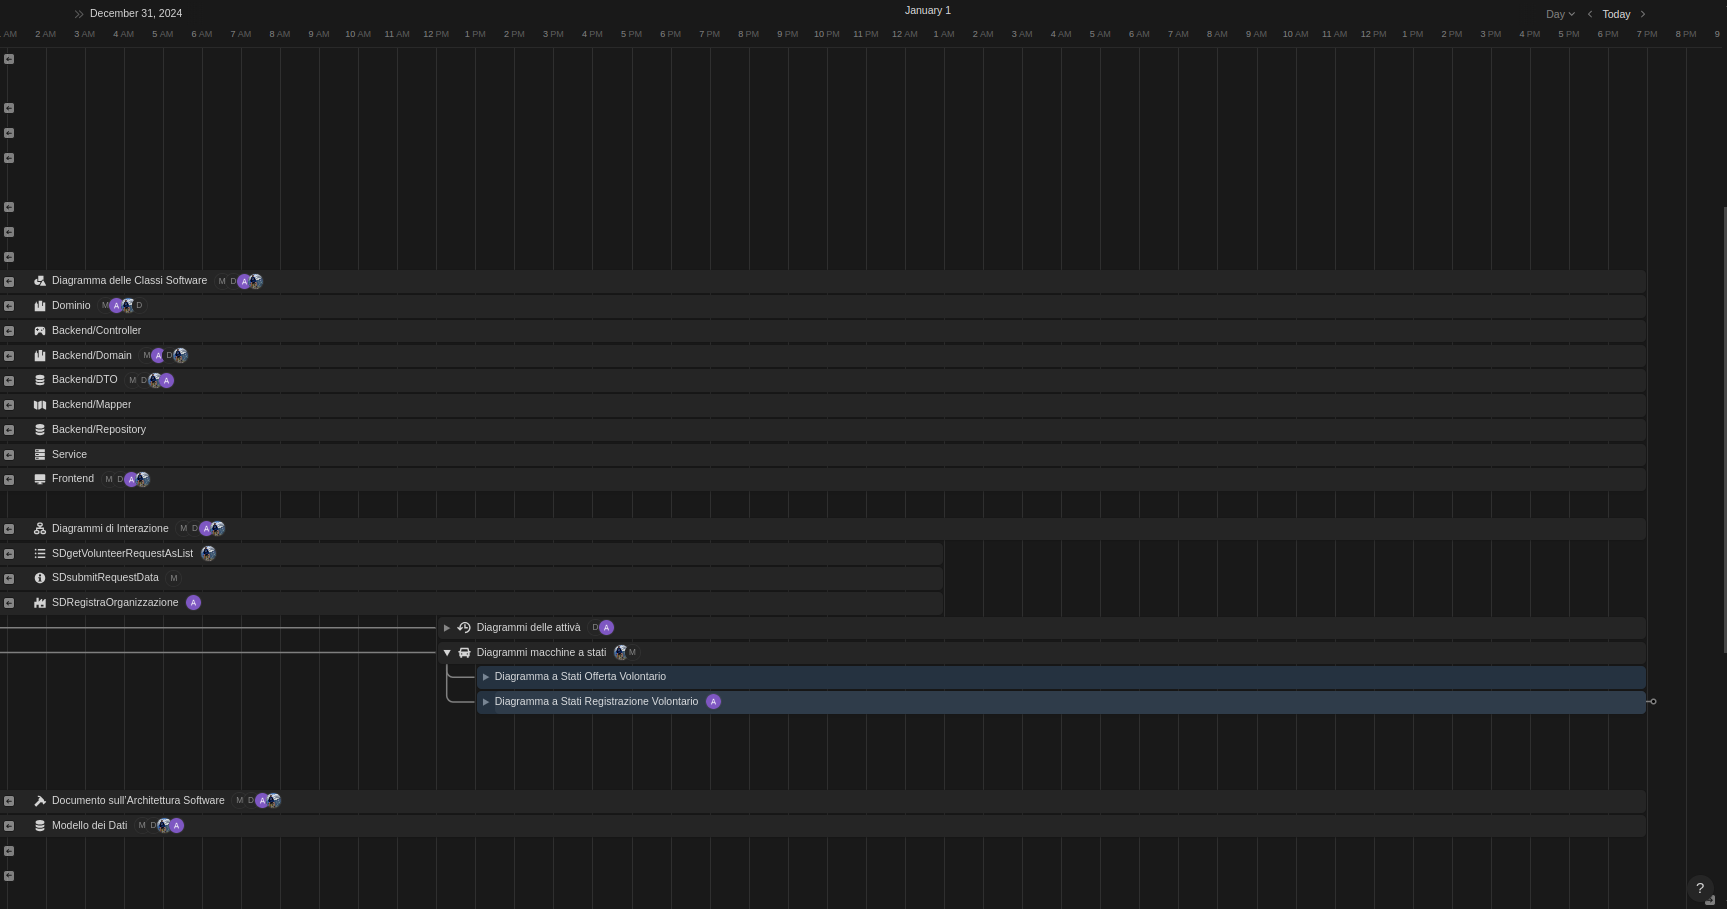 December 31, 2024 January 1 Day Today
AM 2 AM 3 AM 4 AM 5 AM 6 AM 7 AM 8 AM 9 AM 10 AM 11 AM 12 PM 1 PM 2 PM 3 PM 4 PM 5 PM 6 PM 7 PM 8 PM 9 PM 10 PM 11 PM 12 AM 1 AM 2 AM 3 AM 4 AM 5 AM 6 AM 7 AM 8 AM 9 AM 10 AM 11 AM 12 PM 1 PM 2 PM 3 PM 4 PM 5 PM 6 PM 7 PM 8 PM 9
Diagramma delle Classi Software M D A
Dominio M A D
Backend/Controller
Backend/Domain M A D
Backend/DTO M D A
Backend/Mapper
Backend/Repository
Service
Frontend M D A
Diagrammi di Interazione M D A
SDgetVolunteerRequestAsList
SDsubmitRequestData M
SDRegistraOrganizzazione A
Diagrammi delle attivà D A
Diagrammi macchine a stati M
Diagramma a Stati Offerta Volontario
Diagramma a Stati Registrazione Volontario A
Documento sull'Architettura Software M D A
Modello dei Dati M D A
?